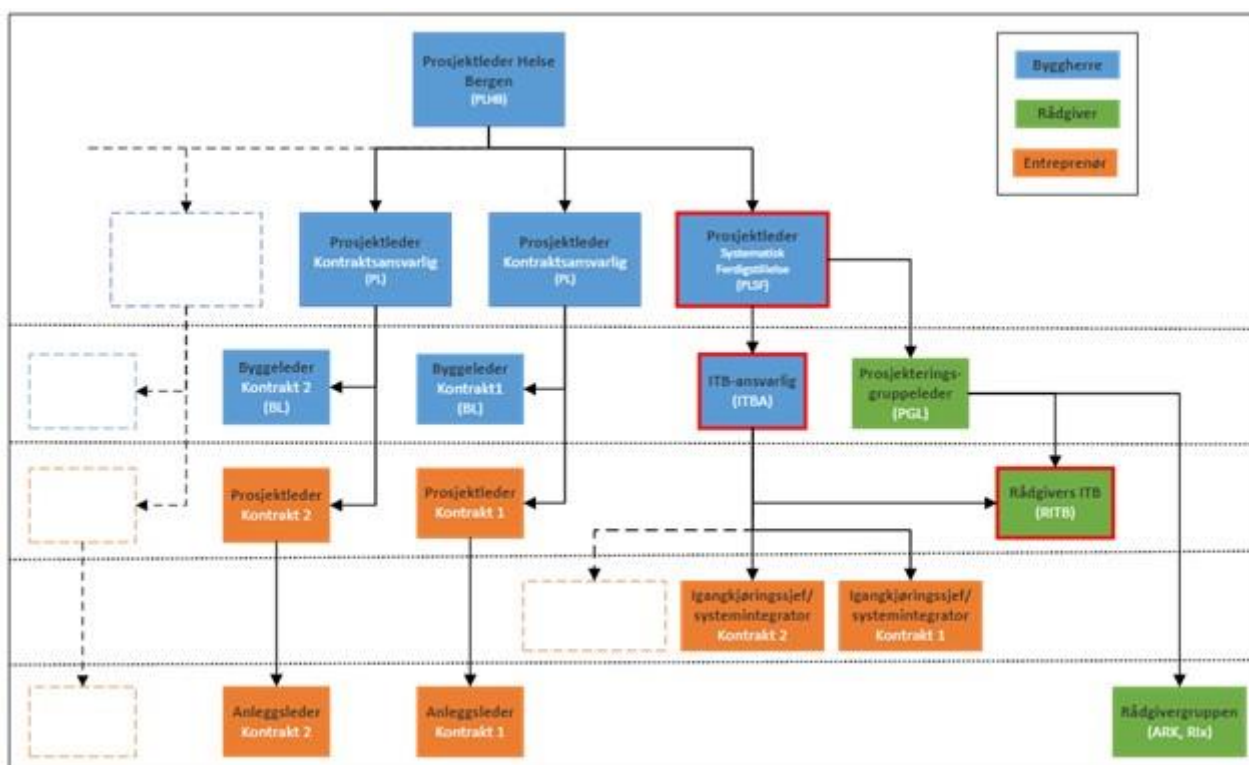 Prosjektleder Helse
Bergen
(PLHB)
Byggherre
Rådgiver
Entreprenør
Prosjektleder
Kontraktsansvarlig
(PL)
Prosjektleder
Kontraktsansvarlig
(PL)
Prosjektleder
Systematisk
Ferdigstillelse
(PLSF)
Byggeleder
Kontrakt 2
(BL)
Byggeleder
Kontrakt1
(BL)
ITB-ansvarlig
(ITBA)
Prosjekterings-
gruppeleder
(PGL)
Prosjektleder
Kontrakt 2
Prosjektleder
Kontrakt 1
Rådgivers ITB
(RITB)
Igangkjøringssjef/
systemintegrator
Kontrakt 2
Igangkjøringssjef/
systemintegrator
Kontrakt 1
Anleggsleder
Kontrakt 2
Anleggsleder
Kontrakt 1
Rådgivergruppen
(ARK, RIx)